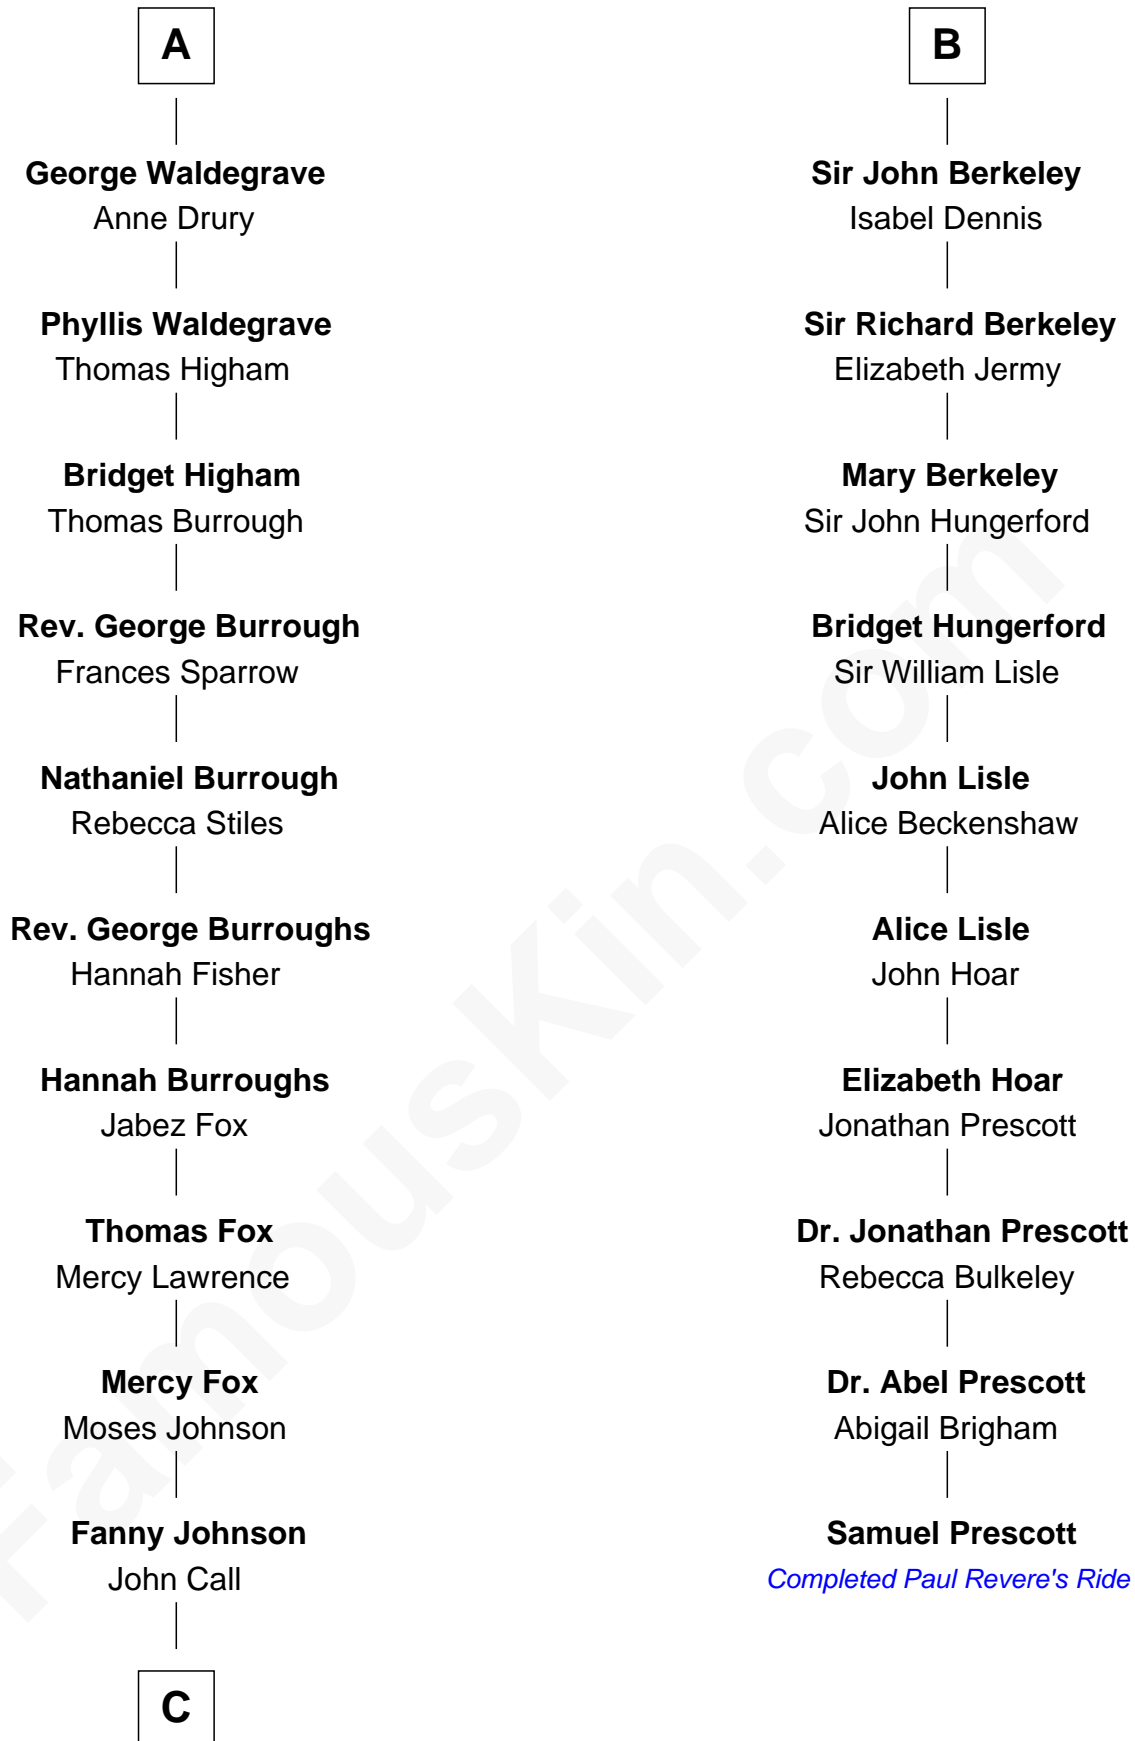 A
George Waldegrave
Anne Drury
Phyllis Waldegrave
Thomas Higham
Bridget Higham
Thomas Burrough
Rev. George Burrough
Frances Sparrow
Nathaniel Burrough
Rebecca Stiles
Rev. George Burroughs
Hannah Fisher
Hannah Burroughs
Jabez Fox
Thomas Fox
Mercy Lawrence
Mercy Fox
Moses Johnson
Fanny Johnson
John Call
C
B
Sir John Berkeley
Isabel Dennis
Sir Richard Berkeley
Elizabeth Jermy
Mary Berkeley
Sir John Hungerford
Bridget Hungerford
Sir William Lisle
John Lisle
Alice Beckenshaw
Alice Lisle
John Hoar
Elizabeth Hoar
Jonathan Prescott
Dr. Jonathan Prescott
Rebecca Bulkeley
Dr. Abel Prescott
Abigail Brigham
Samuel Prescott
Completed Paul Revere's Ride
FamousKin.com